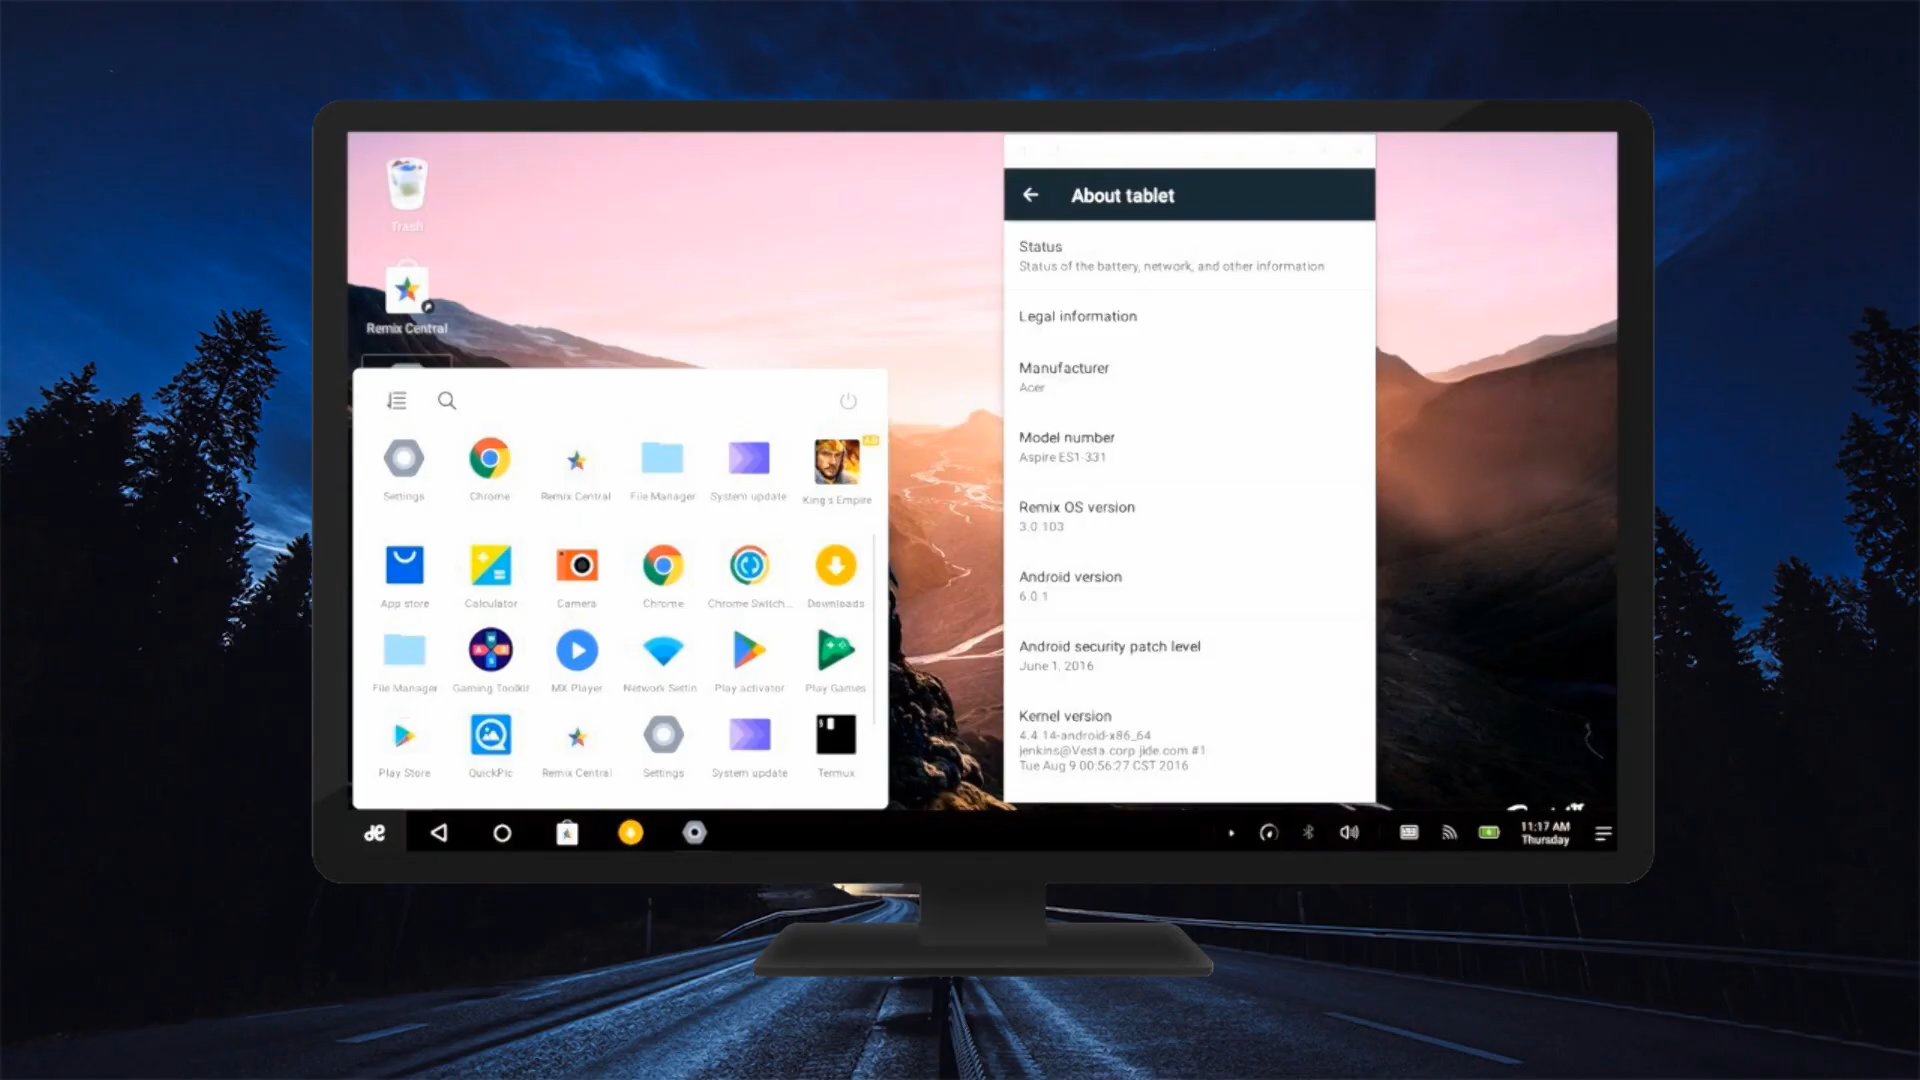 Trash
Remix Central
Settings
Chrome
Remix Central
File Manager
System update
AD
King's Empire
App store
Calculator
Camera
Chrome
Chrome Switch...
Downloads
File Manager
Gaming Toolkit
MX Player
Network Settin
Play activator
Play Games
Play Store
QuickPic
Remix Central
Settings
System update
Termux
About tablet
Status
Status of the battery, network, and other information
Legal information
Manufacturer
Acer
Model number
Aspire ES1-331
Remix OS version
3.0.103
Android version
6.0.1
Android security patch level
June 1, 2016
Kernel version
4.4.14-android-x86_64
jenkins@Vesta.corp.jide.com #1
Tue Aug 9 00:56:27 CST 2016
11:17 AM
Thursday